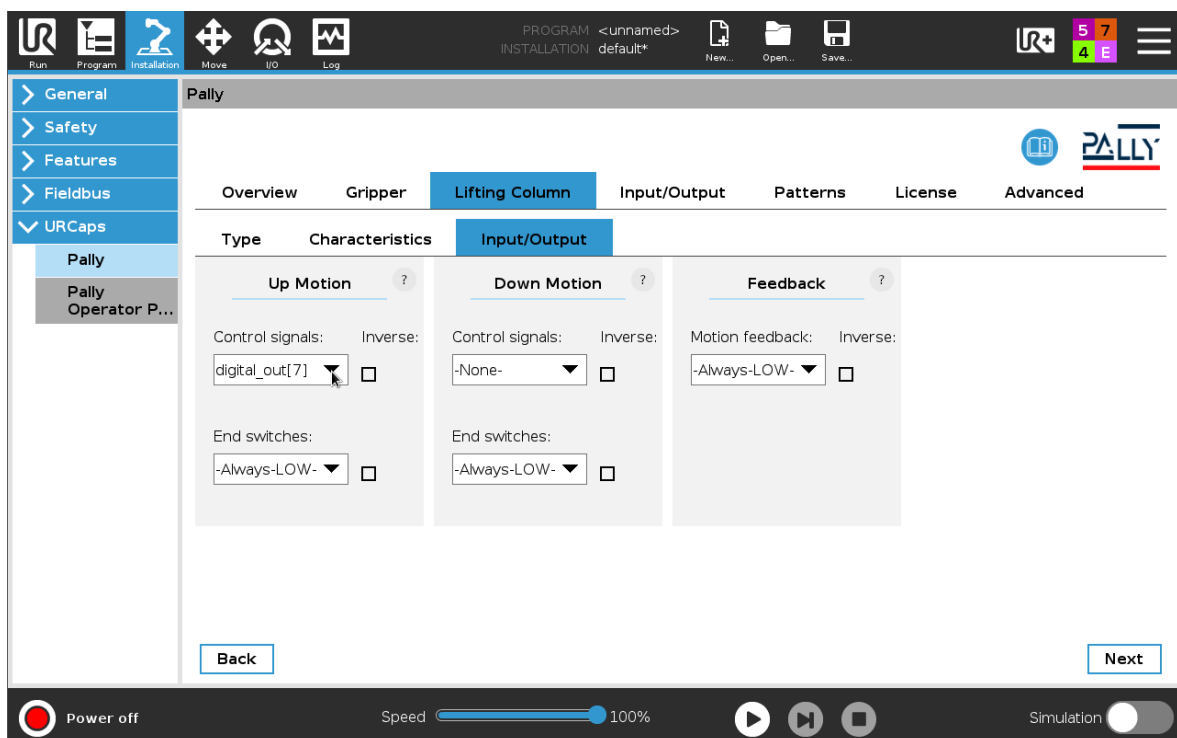 PROGRAM <unnamed>
INSTALLATION default*
UR+
5 7
4 E
Run Program Installation Move I/O Log New... Open... Save...
General
Pally
Safety
PALLY
Features
Fieldbus
Overview Gripper Lifting Column Input/Output Patterns License Advanced
URCaps
Type Characteristics Input/Output
Pally
Pally
Operator P...
Up Motion ? Down Motion ? Feedback ?
Control signals: Inverse: Control signals: Inverse: Motion feedback: Inverse:
digital_out[7] -None- -Always-LOW-
End switches: End switches:
-Always-LOW- -Always-LOW-
Back Next
Power off Speed 100% Simulation